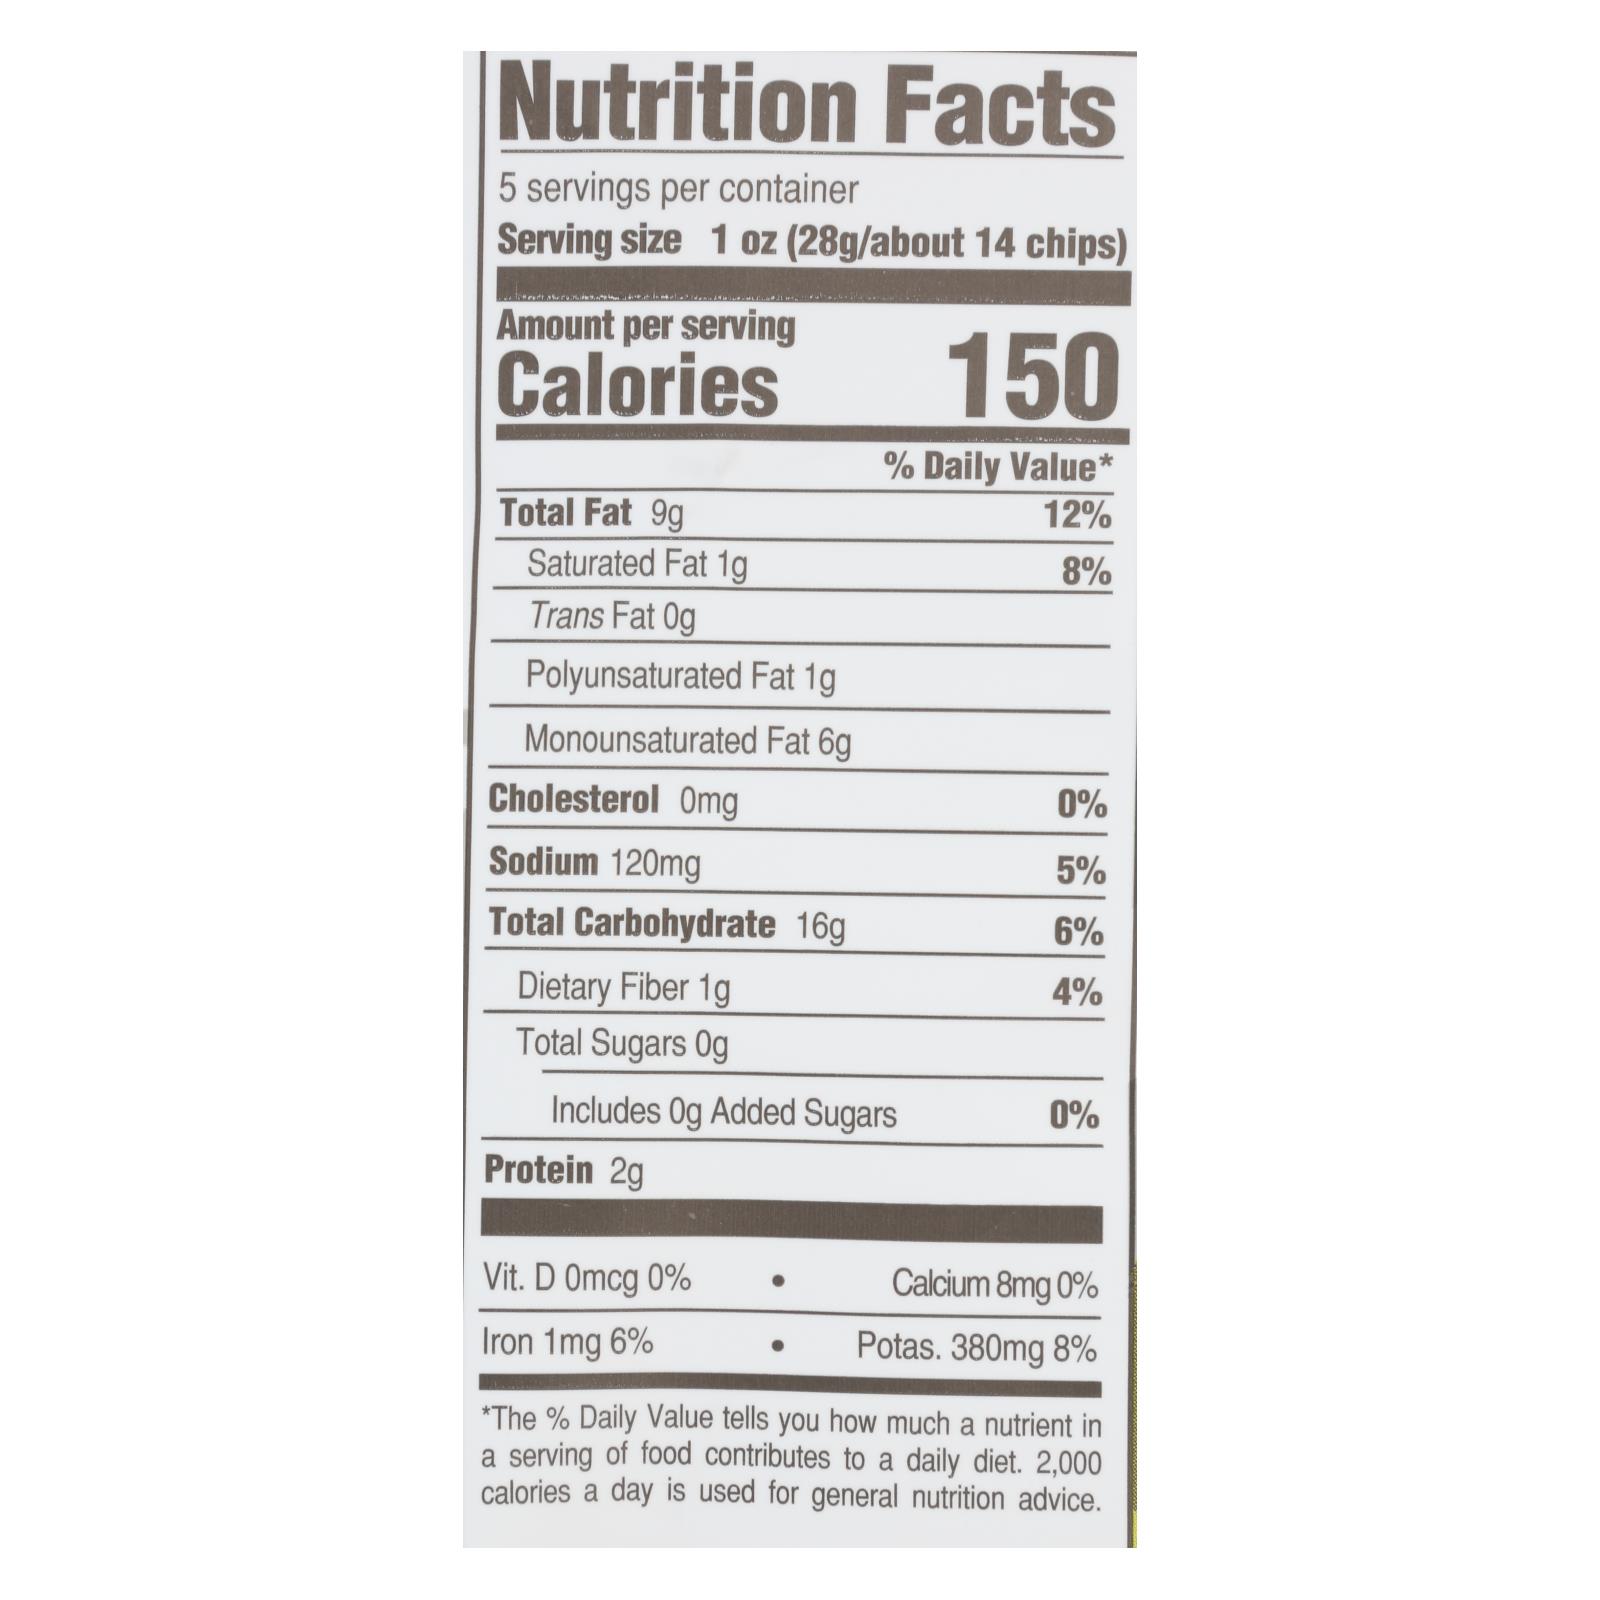 Nutrition Facts
5 servings per container
Serving size 1 oz (28g/about 14 chips)
Amount per serving
Calories 150
% Daily Value*
Total Fat 9g 12%
Saturated Fat 1g 8%
Trans Fat 0g
Polyunsaturated Fat 1g
Monounsaturated Fat 6g
Cholesterol 0mg 0%
Sodium 120mg 5%
Total Carbohydrate 16g 6%
Dietary Fiber 1g 4%
Total Sugars 0g
Includes 0g Added Sugars 0%
Protein 2g
Vit. D 0mcg 0% • Calcium 8mg 0%
Iron 1mg 6% • Potas. 380mg 8%
*The % Daily Value tells you how much a nutrient in
a serving of food contributes to a daily diet. 2,000
calories a day is used for general nutrition advice.